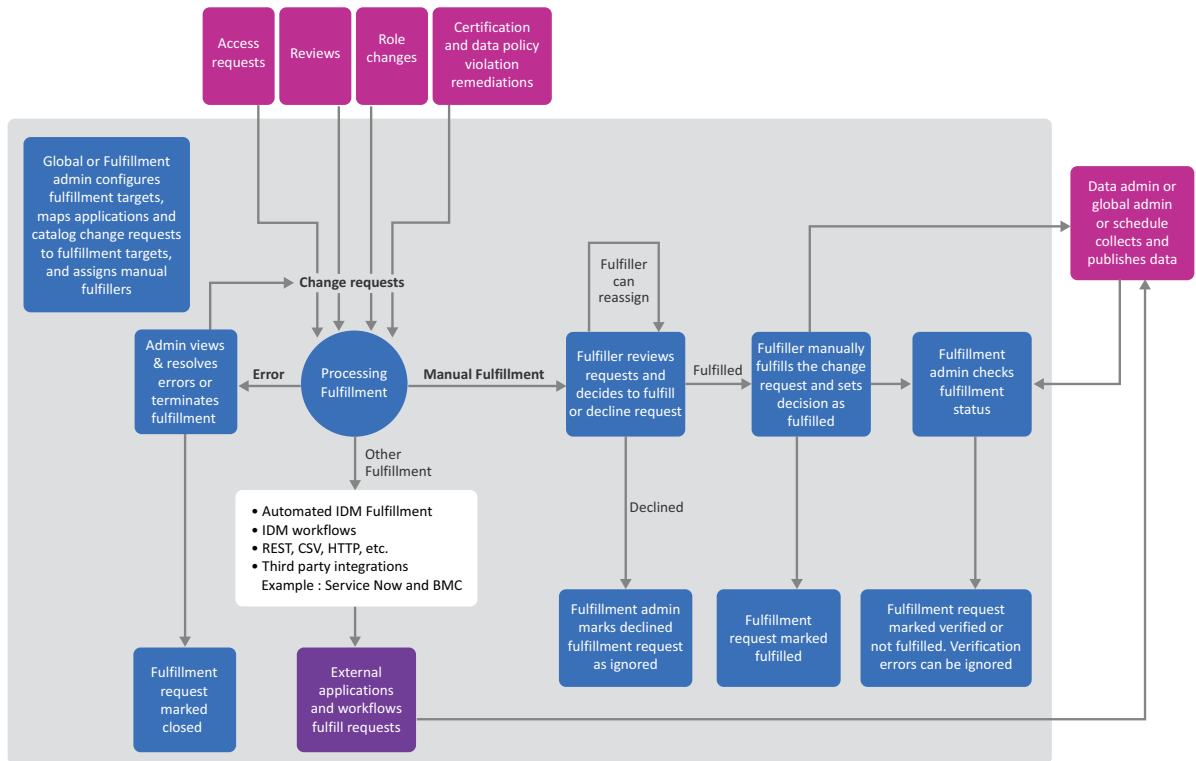 Access
requests
Reviews
Role
changes
Certification
and data policy
violation
remediations
Global or Fulfillment
admin configures
fulfillment targets,
maps applications and
catalog change requests
to fulfillment targets,
and assigns manual
fulfillers
Data admin or
global admin
or schedule
collects and
publishes data
Change requests
Fulfiller
can
reassign
Admin views
& resolves
errors or
terminates
fulfillment
Error
Processing
Fulfillment
Manual Fulfillment
Fulfiller reviews
requests and
decides to fulfill
or decline request
Fulfilled
Fulfiller manually
fulfills the change
request and sets
decision as
fulfilled
Fulfillment
admin checks
fulfillment
status
Other
Fulfillment
Declined
• Automated IDM Fulfillment
• IDM workflows
• REST, CSV, HTTP, etc.
• Third party integrations
Example : Service Now and BMC
Fulfillment admin
marks declined
fulfillment request
as ignored
Fulfillment
request marked
fulfilled
Fulfillment request
marked verified or
not fulfilled. Verification
errors can be ignored
Fulfillment
request
marked
closed
External
applications
and workflows
fulfill requests